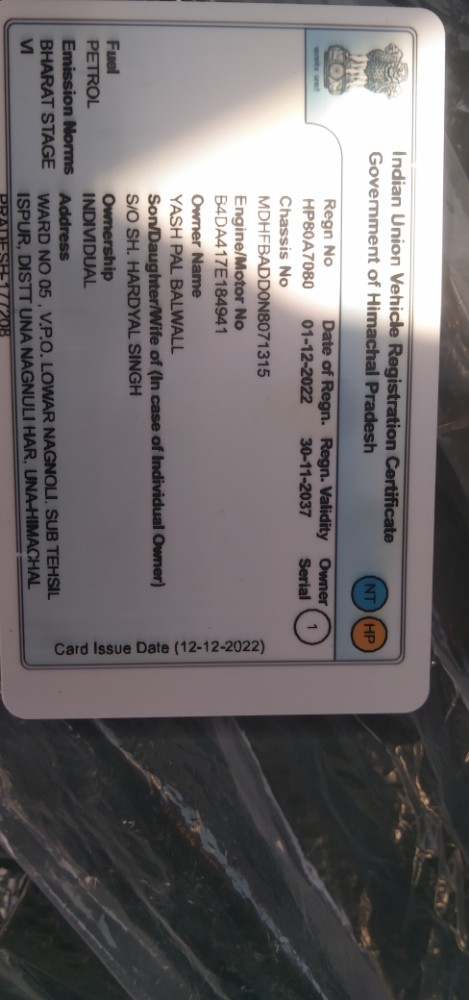 Indian Union Vehicle Registration Certificate
Government of Himachal Pradesh
NT HP
Regn No Date of Regn. Regn. Validity Owner Serial
HP80A7080 01-12-2022 30-11-2037 1
Chassis No
MDHFBADD0N8071315
Engine/Motor No
B4DA417E184941
Owner Name
YASH PAL BALWALL
Son/Daughter/Wife of (In case of Individual Owner)
S/O SH. HARDYAL SINGH
Fuel Ownership
PETROL INDIVIDUAL
Emission Norms Address
BHARAT STAGE WARD NO 05 , V.P.O. LOWAR NAGNOLI. SUB TEHSIL
VI ISPUR, DISTT UNA NAGNULI HAR, UNA-HIMACHAL
PRADESH-177208
Card Issue Date (12-12-2022)